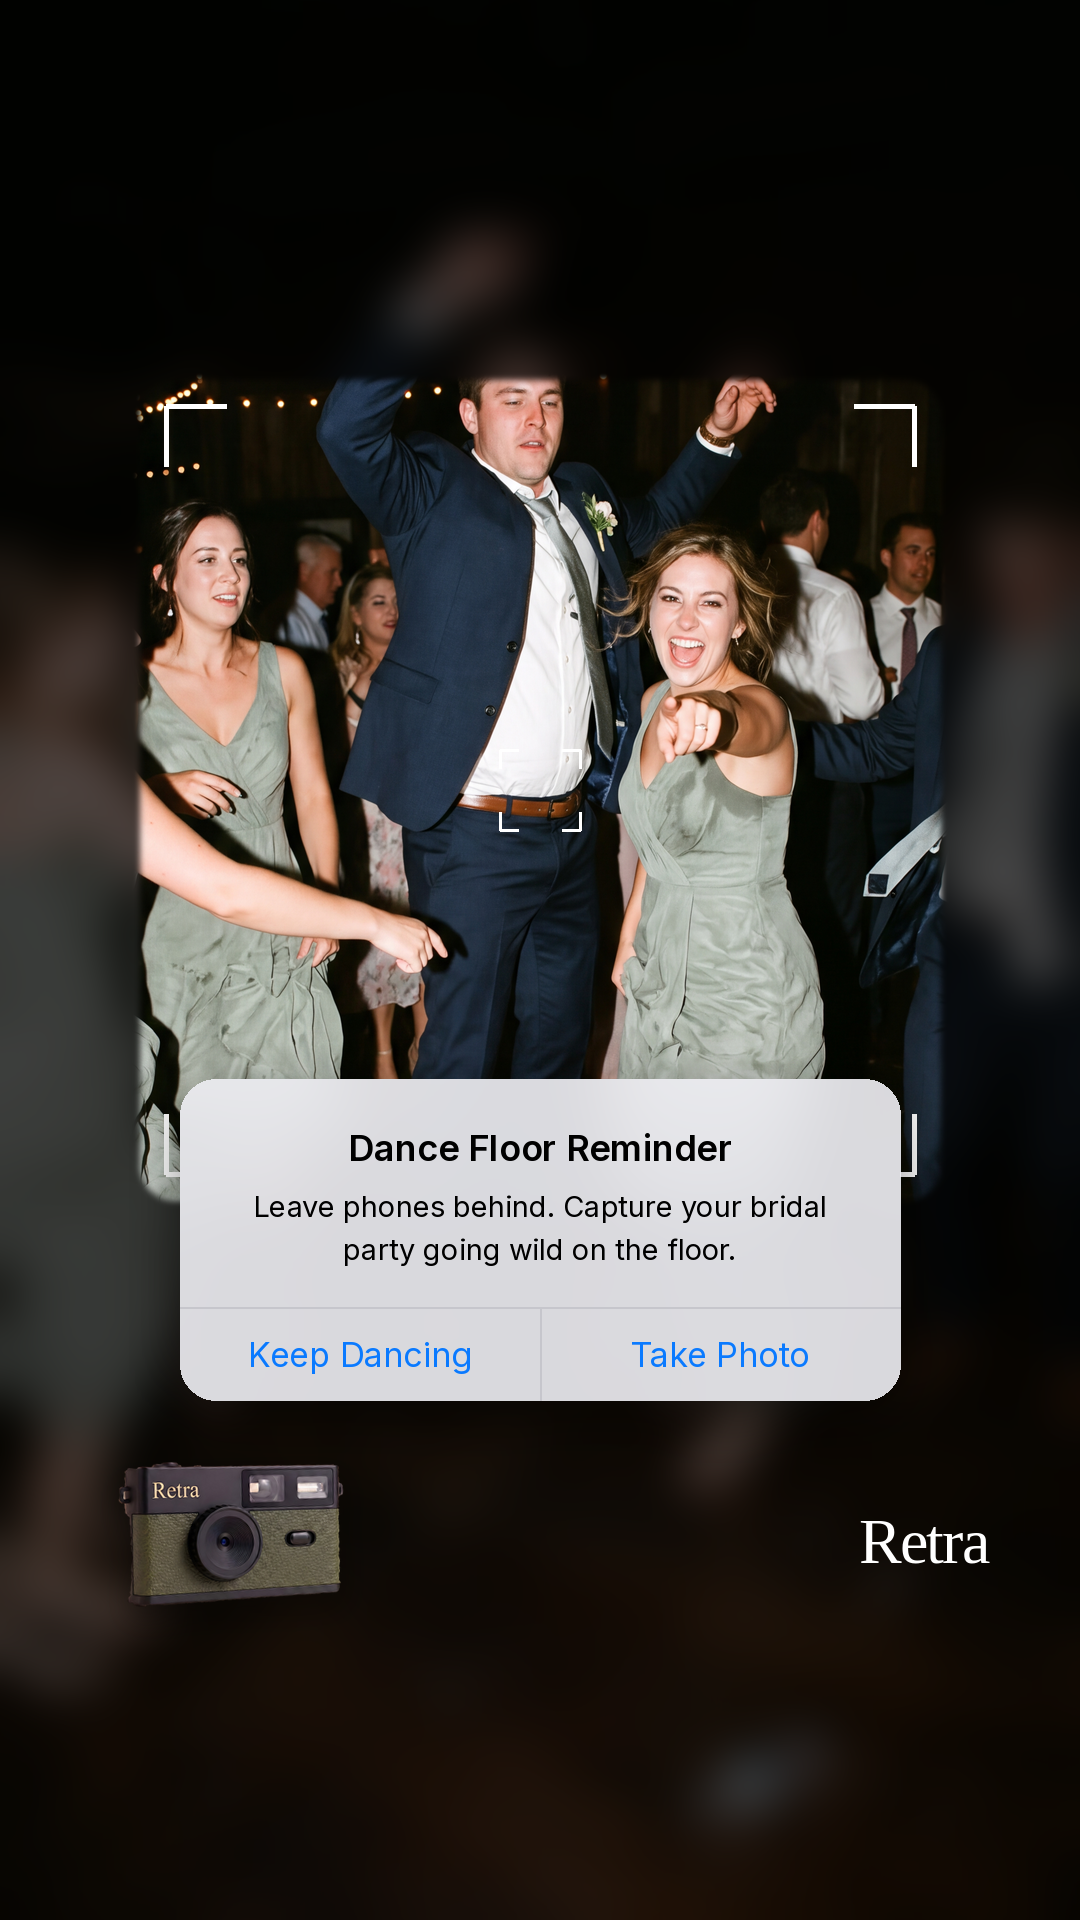 Dance Floor Reminder
Leave phones behind. Capture your bridal
party going wild on the floor.
Keep Dancing
Take Photo
Retra
Retra